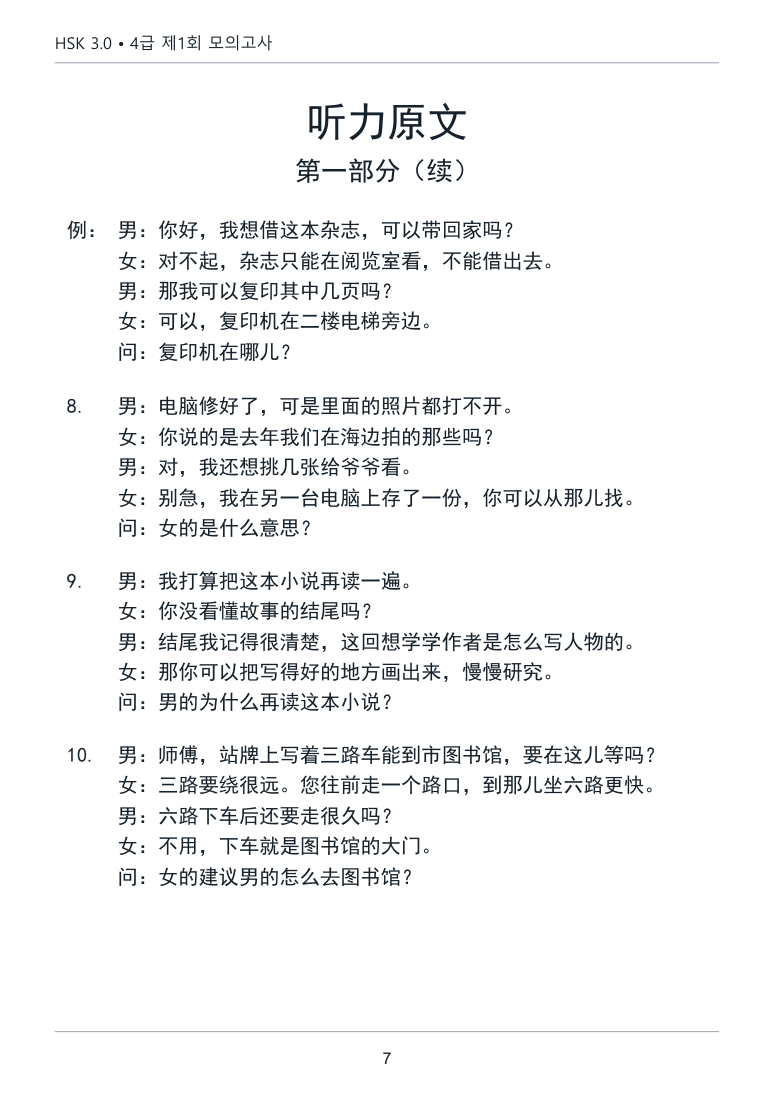 HSK 3.0 • 4급 제1회 모의고사
听力原文
第一部分（续）
例： 男：你好，我想借这本杂志，可以带回家吗？
女：对不起，杂志只能在阅览室看，不能借出去。
男：那我可以复印其中几页吗？
女：可以，复印机在二楼电梯旁边。
问：复印机在哪儿？
8. 男：电脑修好了，可是里面的照片都打不开。
女：你说的是去年我们在海边拍的那些吗？
男：对，我还想挑几张给爷爷看。
女：别急，我在另一台电脑上存了一份，你可以从那儿找。
问：女的是什么意思？
9. 男：我打算把这本小说再读一遍。
女：你没看懂故事的结尾吗？
男：结尾我记得很清楚，这回想学学作者是怎么写人物的。
女：那你可以把写得好的地方画出来，慢慢研究。
问：男的为什么再读这本小说？
10. 男：师傅，站牌上写着三路车能到市图书馆，要在这儿等吗？
女：三路要绕很远。您往前走一个路口，到那儿坐六路更快。
男：六路下车后还要走很久吗？
女：不用，下车就是图书馆的大门。
问：女的建议男的怎么去图书馆？
7